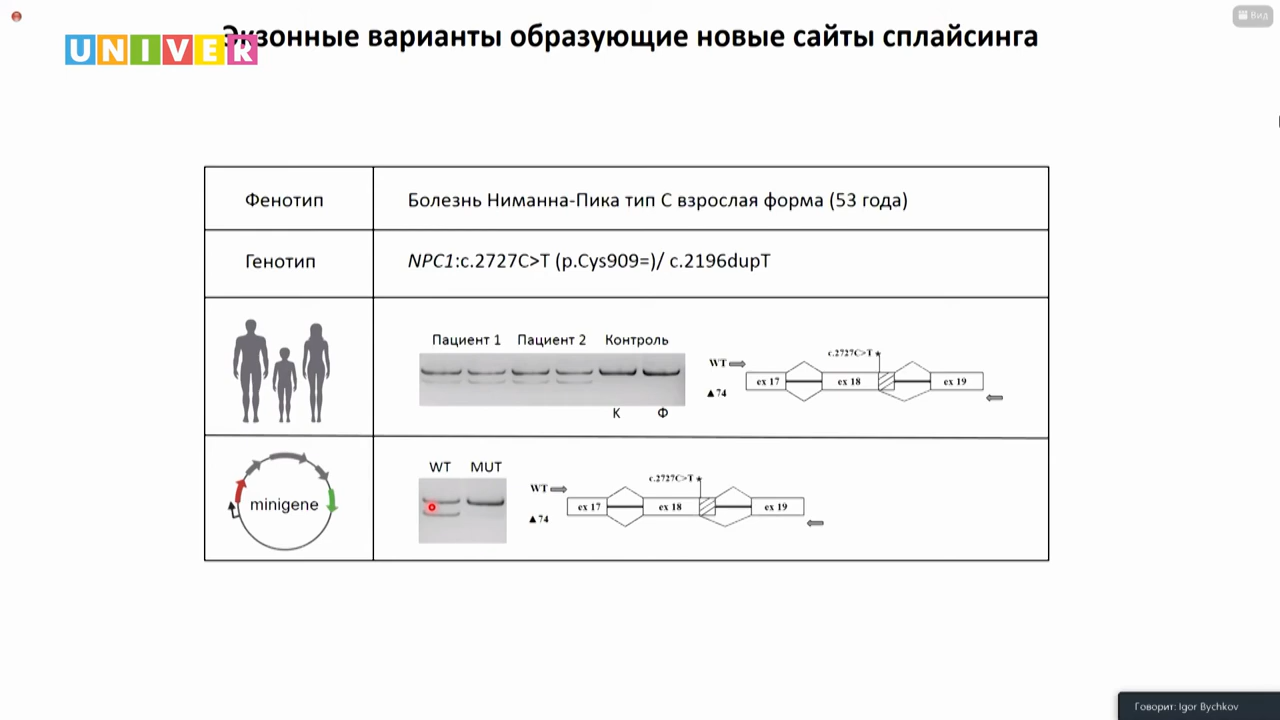 Экзонные варианты образующие новые сайты сплайсинга
UNIVER
Вид
Фенотип
Болезнь Ниманна-Пика тип С взрослая форма (53 года)
Генотип
NPC1:c.2727C>T (p.Cys909=)/ c.2196dupT
Пациент 1 Пациент 2 Контроль
К Ф
c.2727C>T
WT
ex 17 ex 18 ex 19
▲74
minigene
WT MUT
c.2727C>T
WT
ex 17 ex 18 ex 19
▲74
Говорит: Igor Bychkov